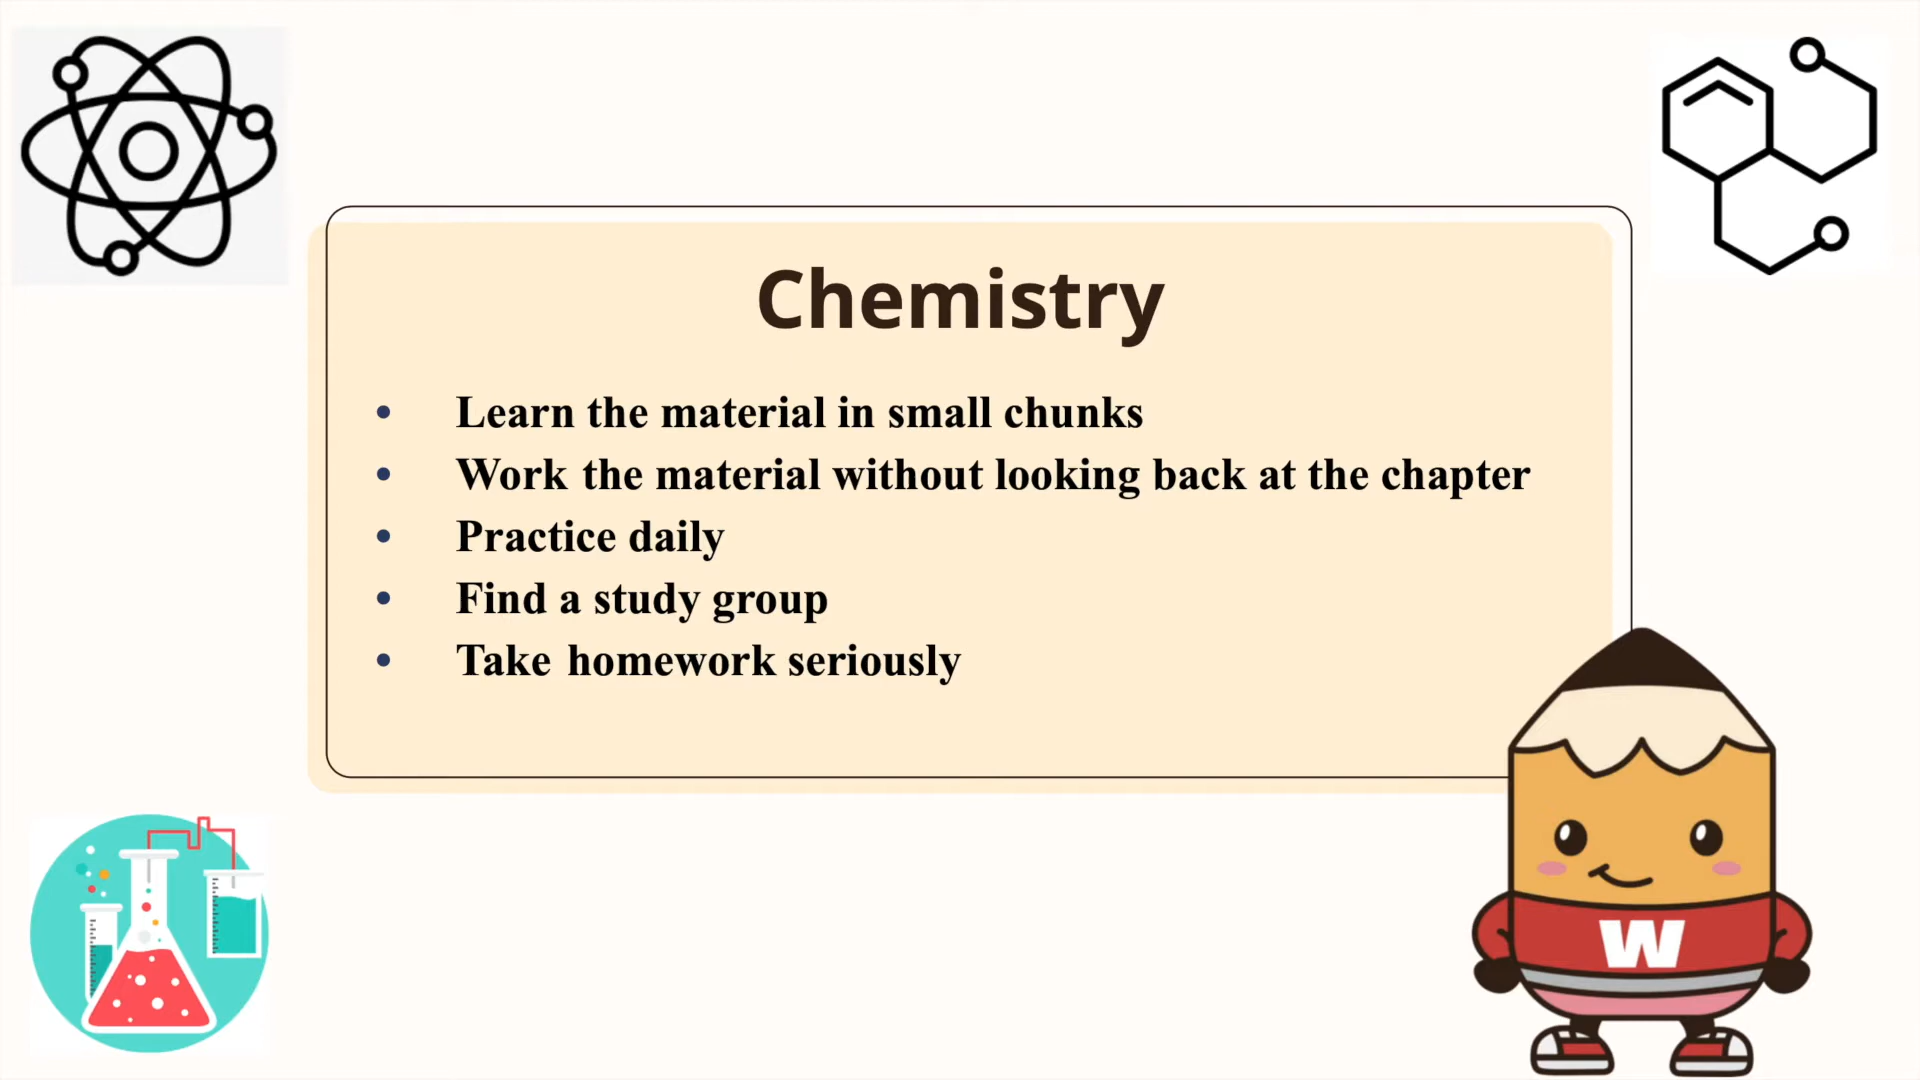 Chemistry
• Learn the material in small chunks
• Work the material without looking back at the chapter
• Practice daily
• Find a study group
• Take homework seriously
W